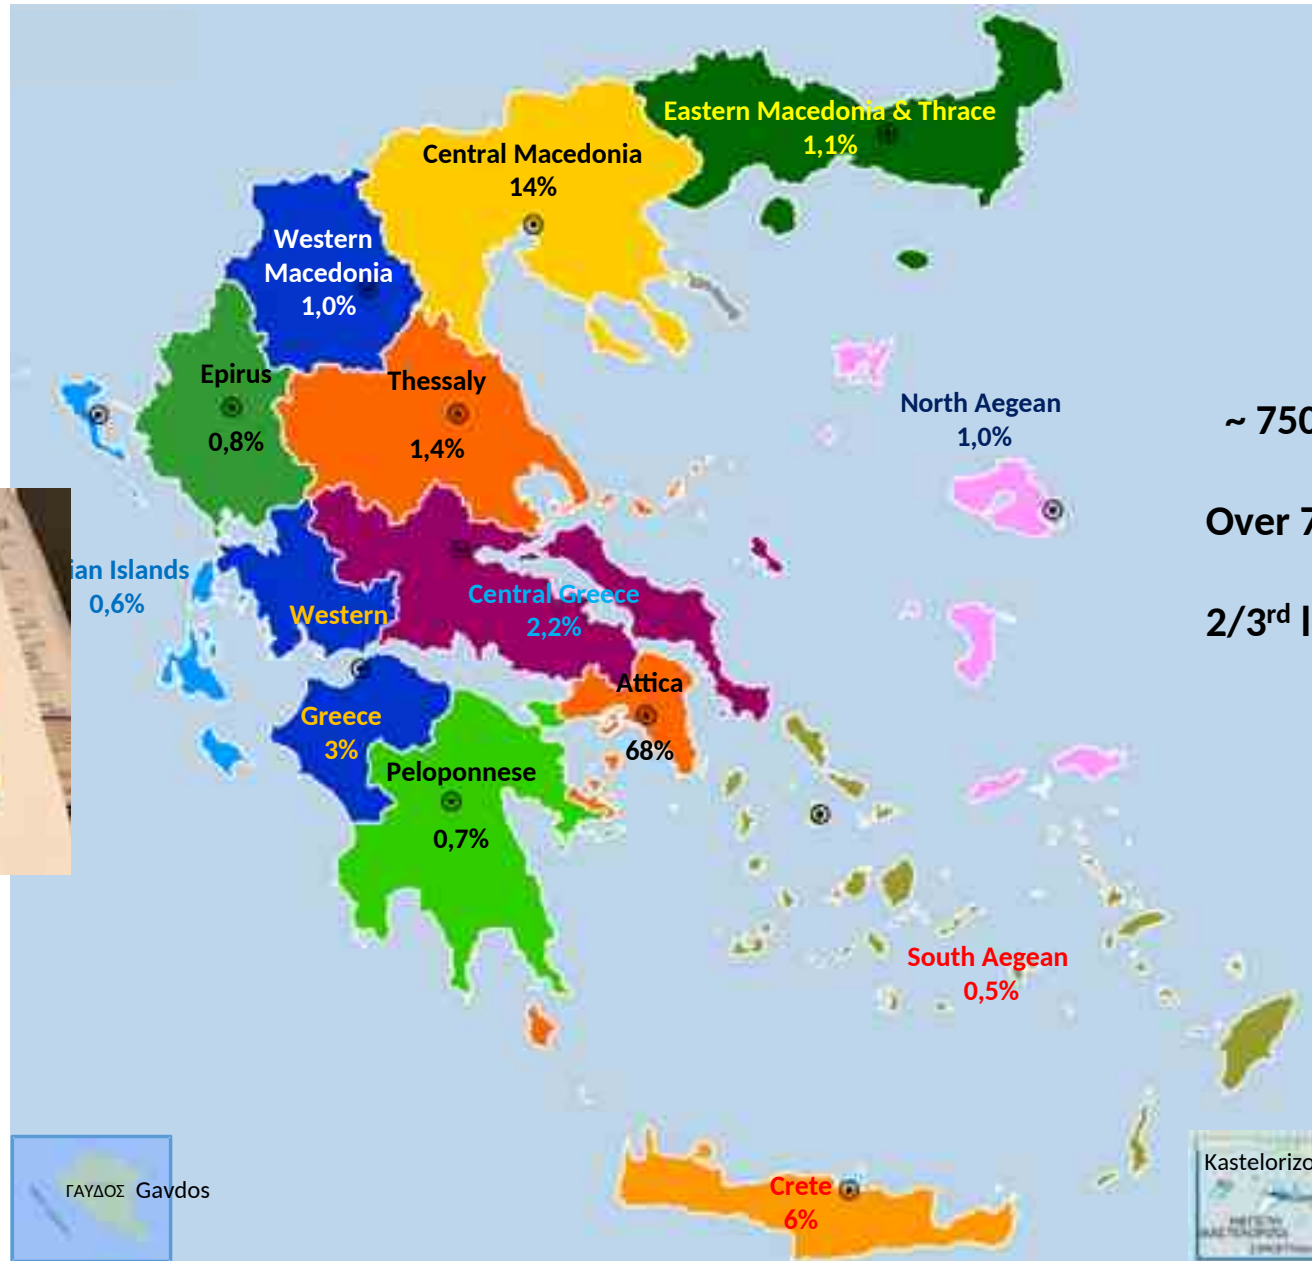 Eastern Macedonia & Thrace
1,1%
Central Macedonia
14%
Western
Macedonia
1,0%
Epirus
0,8%
Thessaly
1,4%
North Aegean
1,0%
~ 750
Over 7
2/3rd l
ian Islands
0,6%
Western
Greece
3%
Central Greece
2,2%
Attica
68%
Peloponnese
0,7%
South Aegean
0,5%
Crete
6%
ΓΑΥΔΟΣ Gavdos
Kastelorizo